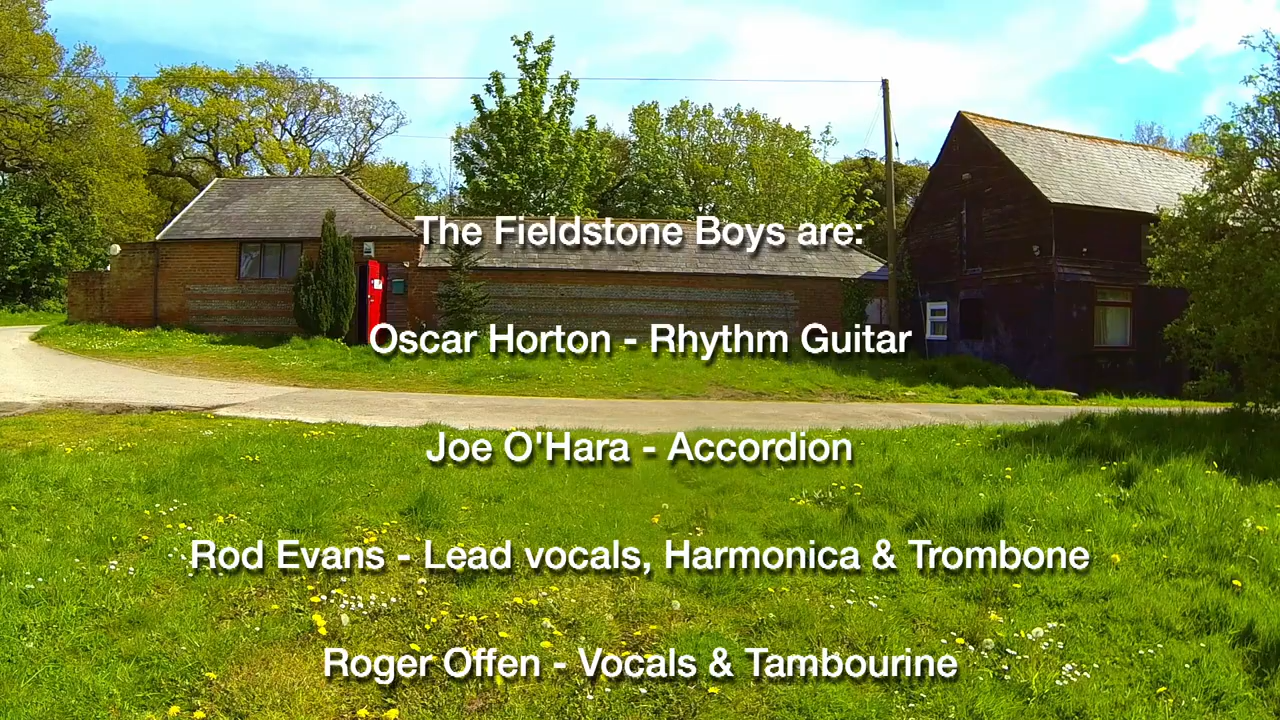 The Fieldstone Boys are:
Oscar Horton - Rhythm Guitar
Joe O'Hara - Accordion
Rod Evans - Lead vocals, Harmonica & Trombone
Roger Offen - Vocals & Tambourine